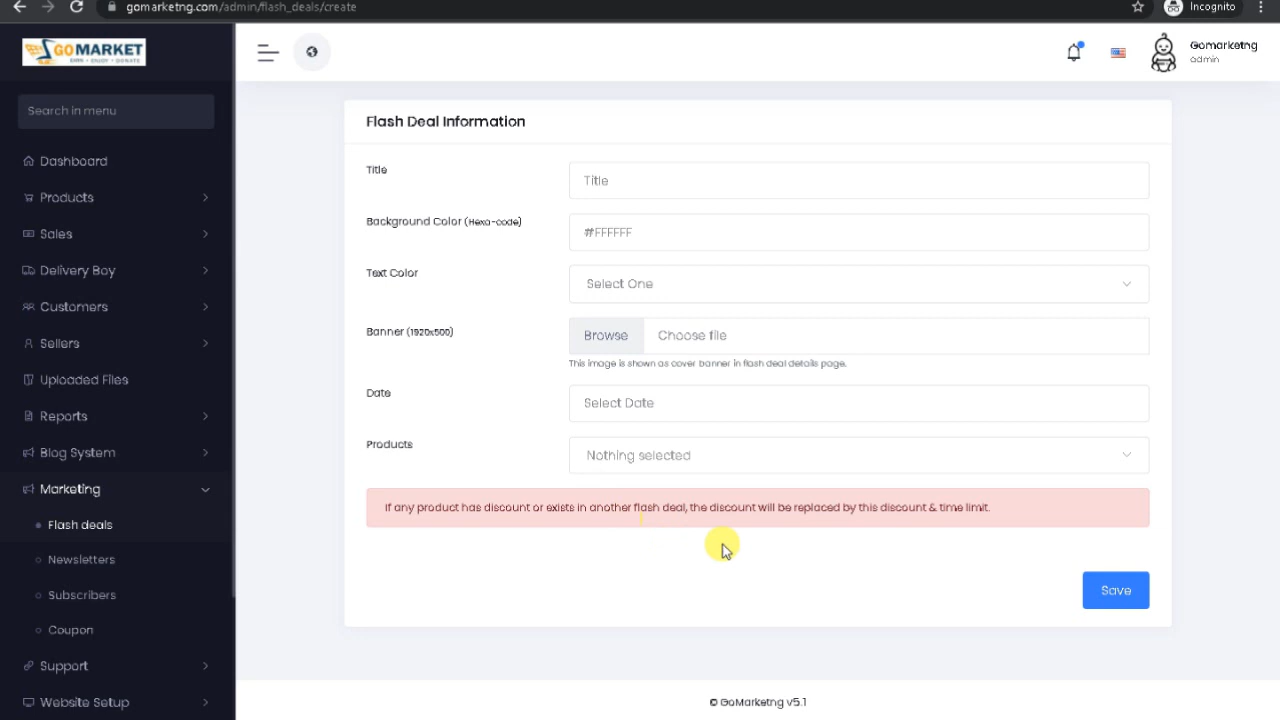 gomarketng.com/admin/flash_deals/create
Incognito
GOMARKET
EARN • ENJOY • DONATE
Gomarketng
admin
Search in menu
Dashboard
Products
Sales
Delivery Boy
Customers
Sellers
Uploaded Files
Reports
Blog System
Marketing
Flash deals
Newsletters
Subscribers
Coupon
Support
Website Setup
Flash Deal Information
Title
Title
Background Color (Hexa-code)
#FFFFFF
Text Color
Select One
Banner (1920x500)
Browse
Choose file
This image is shown as cover banner in flash deal details page.
Date
Select Date
Products
Nothing selected
If any product has discount or exists in another flash deal, the discount will be replaced by this discount & time limit.
Save
© GoMarketng v5.1